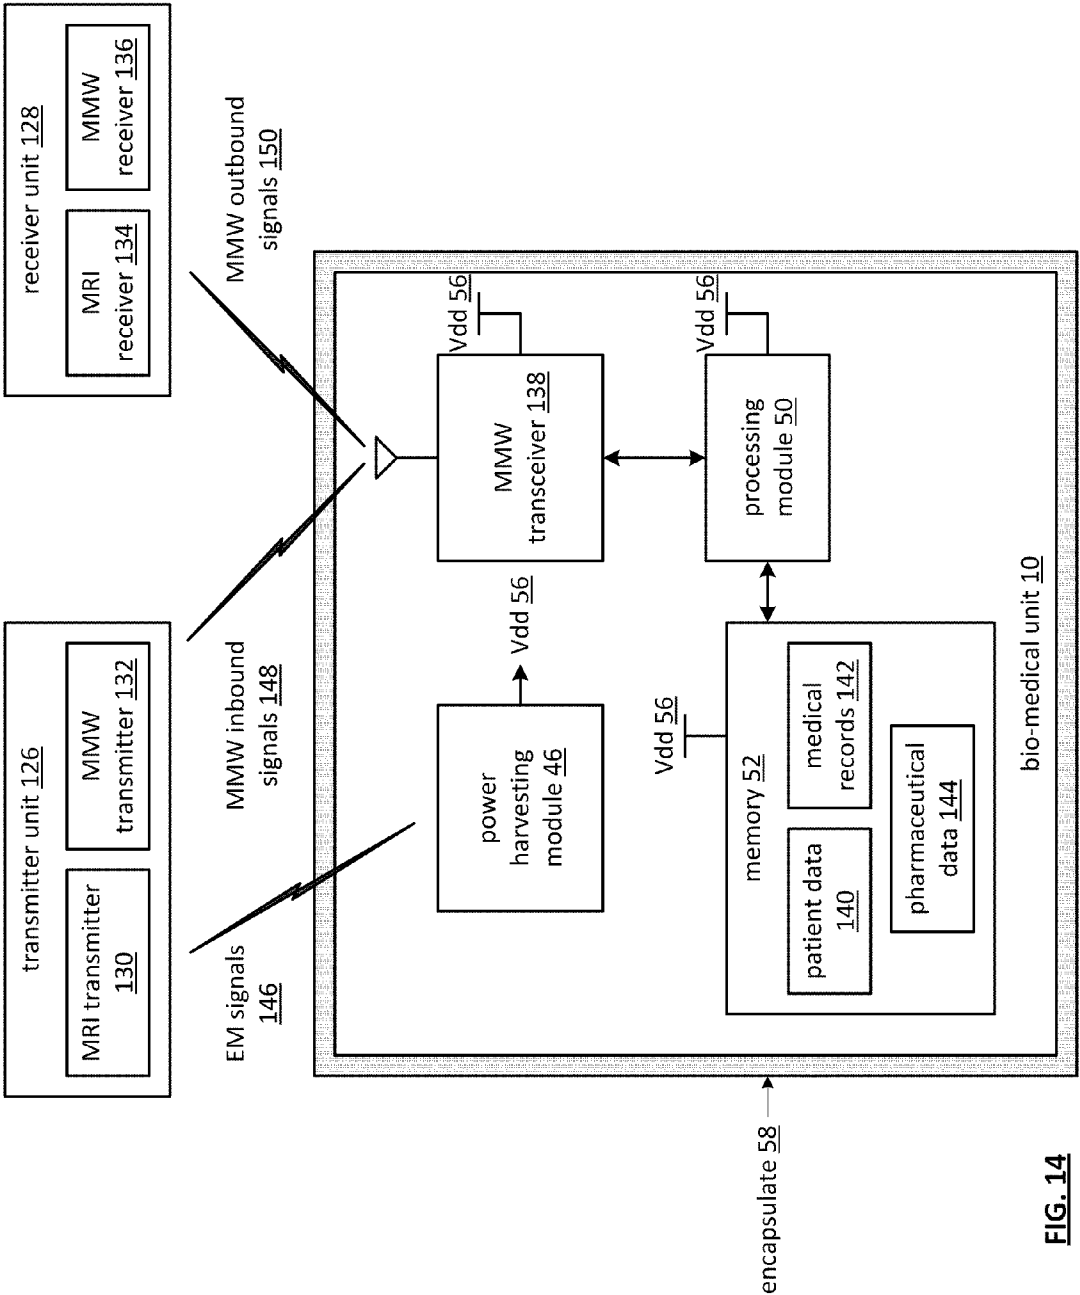 transmitter unit 126
MRI transmitter
130
MMW
transmitter 132
receiver unit 128
MRI
receiver 134
MMW
receiver 136
EM signals
146
MMW inbound
signals 148
MMW outbound
signals 150
power
harvesting
module 46
Vdd 56
MMW
transceiver 138
Vdd 56
Vdd 56
memory 52
patient data
140
medical
records 142
pharmaceutical
data 144
processing
module 50
Vdd 56
encapsulate 58
bio-medical unit 10
FIG. 14